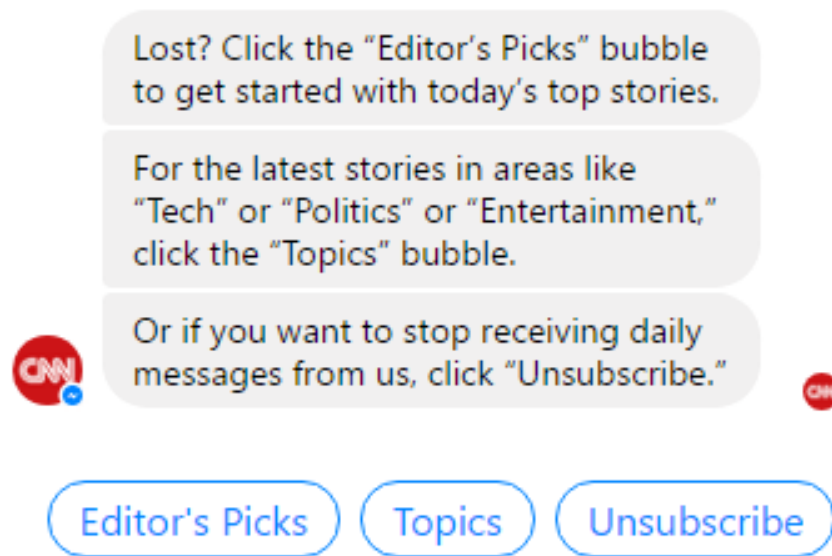 Lost? Click the “Editor’s Picks” bubble
to get started with today’s top stories.
For the latest stories in areas like
“Tech” or “Politics” or “Entertainment,”
click the “Topics” bubble.
Or if you want to stop receiving daily
messages from us, click “Unsubscribe.”
CNN
Editor's Picks
Topics
Unsubscribe